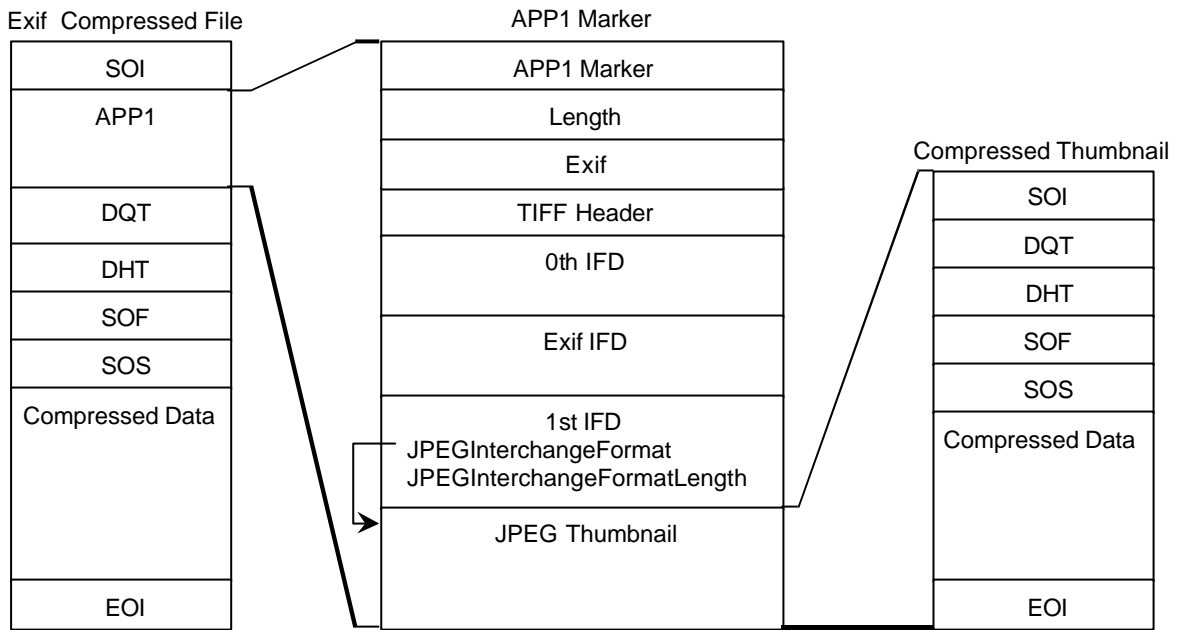 Exif Compressed File
SOI
APP1
DQT
DHT
SOF
SOS
Compressed Data
EOI
APP1 Marker
APP1 Marker
Length
Exif
TIFF Header
0th IFD
Exif IFD
1st IFD
JPEGInterchangeFormat
JPEGInterchangeFormatLength
JPEG Thumbnail
Compressed Thumbnail
SOI
DQT
DHT
SOF
SOS
Compressed Data
EOI